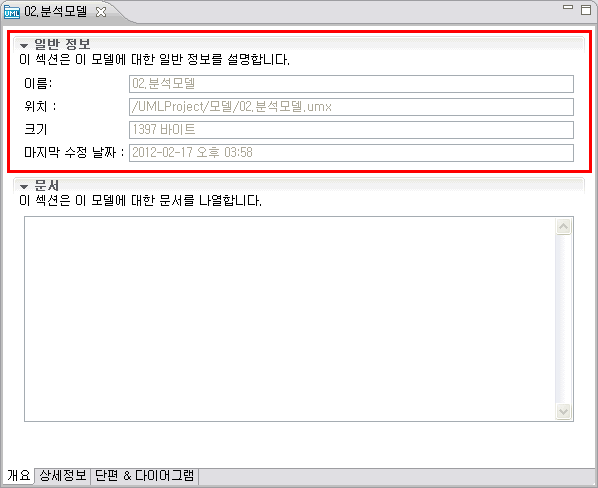 UML 02.분석모델
일반 정보
이 섹션은 이 모델에 대한 일반 정보를 설명합니다.
이름: 02.분석모델
위치 : /UMLProject/모델/02.분석모델.umx
크기 1397 바이트
마지막 수정 날짜 : 2012-02-17 오후 03:58
문서
이 섹션은 이 모델에 대한 문서를 나열합니다.
개요 상세정보 단편 & 다이어그램